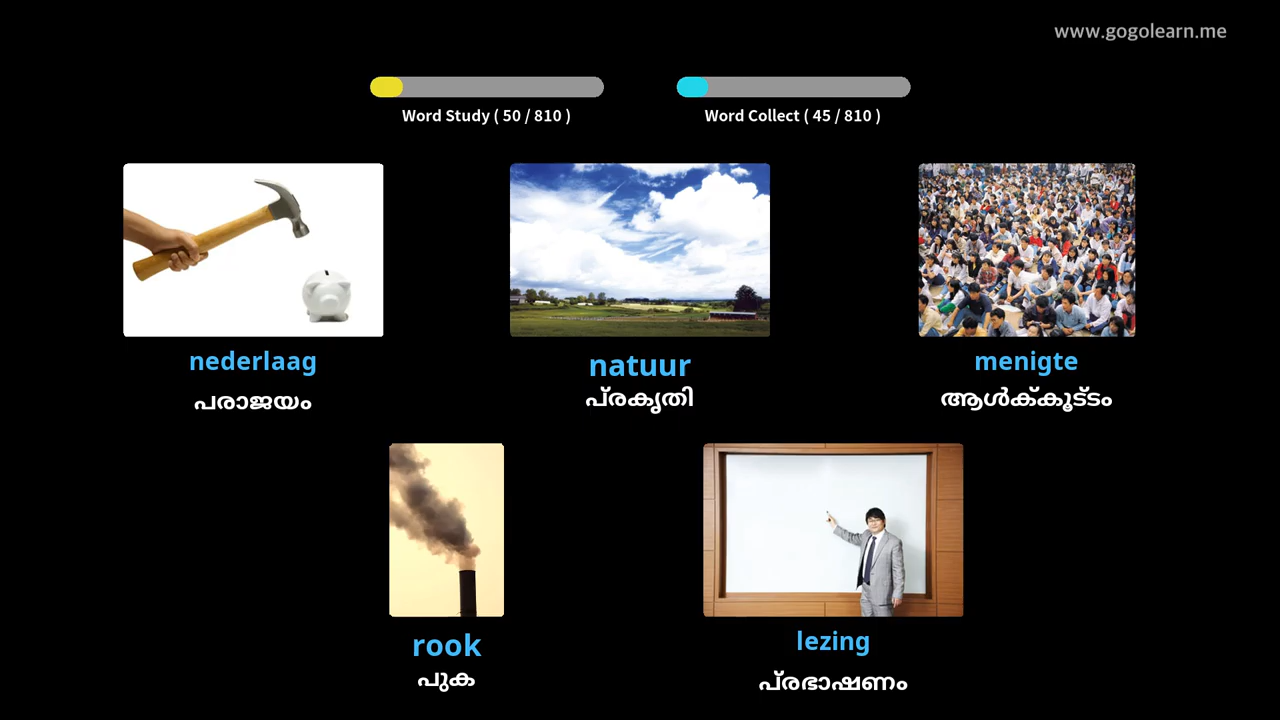 www.gogolearn.me
Word Study ( 50 / 810 )
Word Collect ( 45 / 810 )
nederlaag
പരാജയം
natuur
പ്രകൃതി
menigte
ആൾക്കൂട്ടം
rook
പുക
lezing
പ്രഭാഷണം